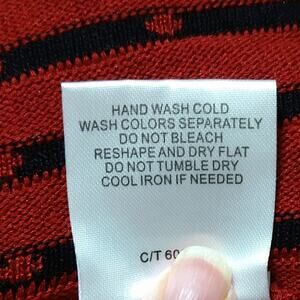 HAND WASH COLD
WASH COLORS SEPARATELY
DO NOT BLEACH
RESHAPE AND DRY FLAT
DO NOT TUMBLE DRY
COOL IRON IF NEEDED
C/T 60